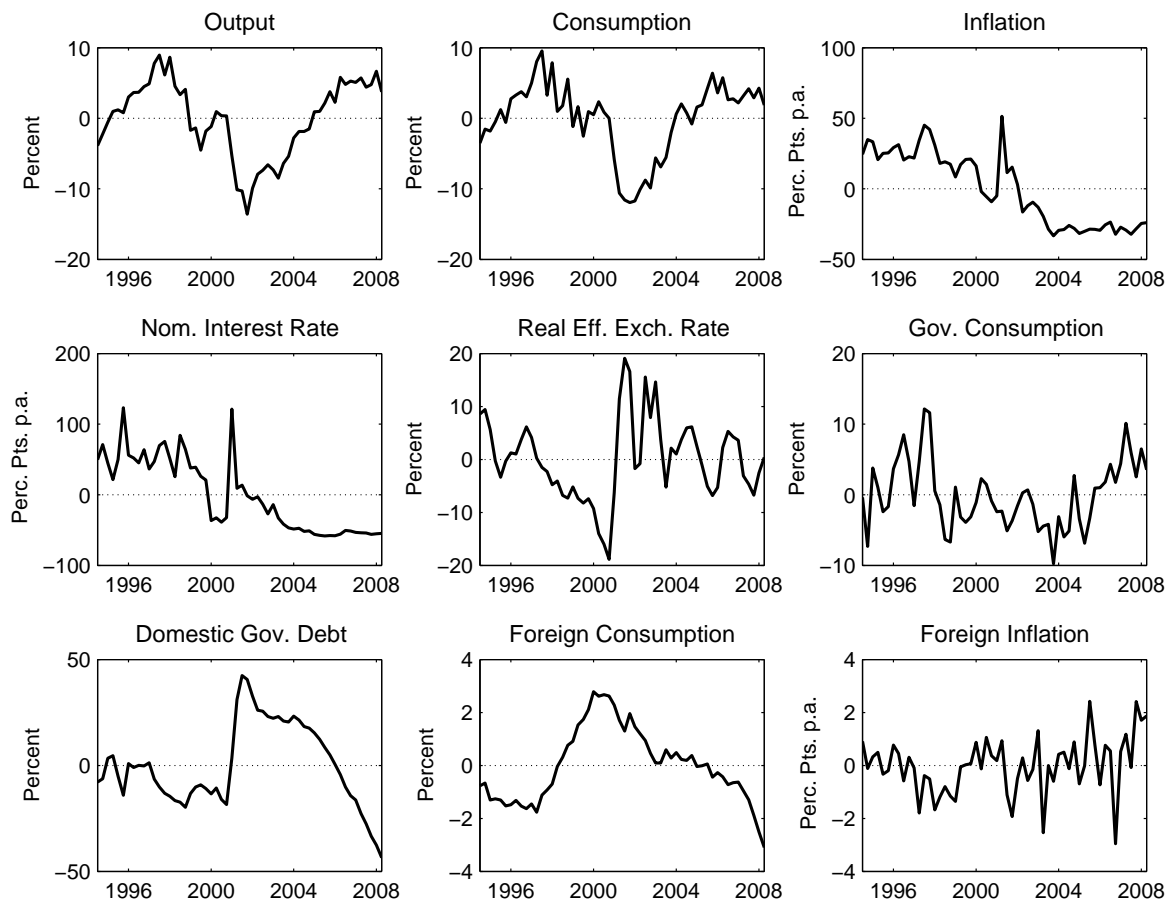 Output
Percent
10
0
−10
−20
1996 2000 2004 2008
Consumption
Percent
10
0
−10
−20
1996 2000 2004 2008
Inflation
Perc. Pts. p.a.
100
50
0
−50
1996 2000 2004 2008
Nom. Interest Rate
Perc. Pts. p.a.
200
100
0
−100
1996 2000 2004 2008
Real Eff. Exch. Rate
Percent
20
10
0
−10
−20
1996 2000 2004 2008
Gov. Consumption
Percent
20
10
0
−10
1996 2000 2004 2008
Domestic Gov. Debt
Percent
50
0
−50
1996 2000 2004 2008
Foreign Consumption
Percent
4
2
0
−2
−4
1996 2000 2004 2008
Foreign Inflation
Perc. Pts. p.a.
4
2
0
−2
−4
1996 2000 2004 2008